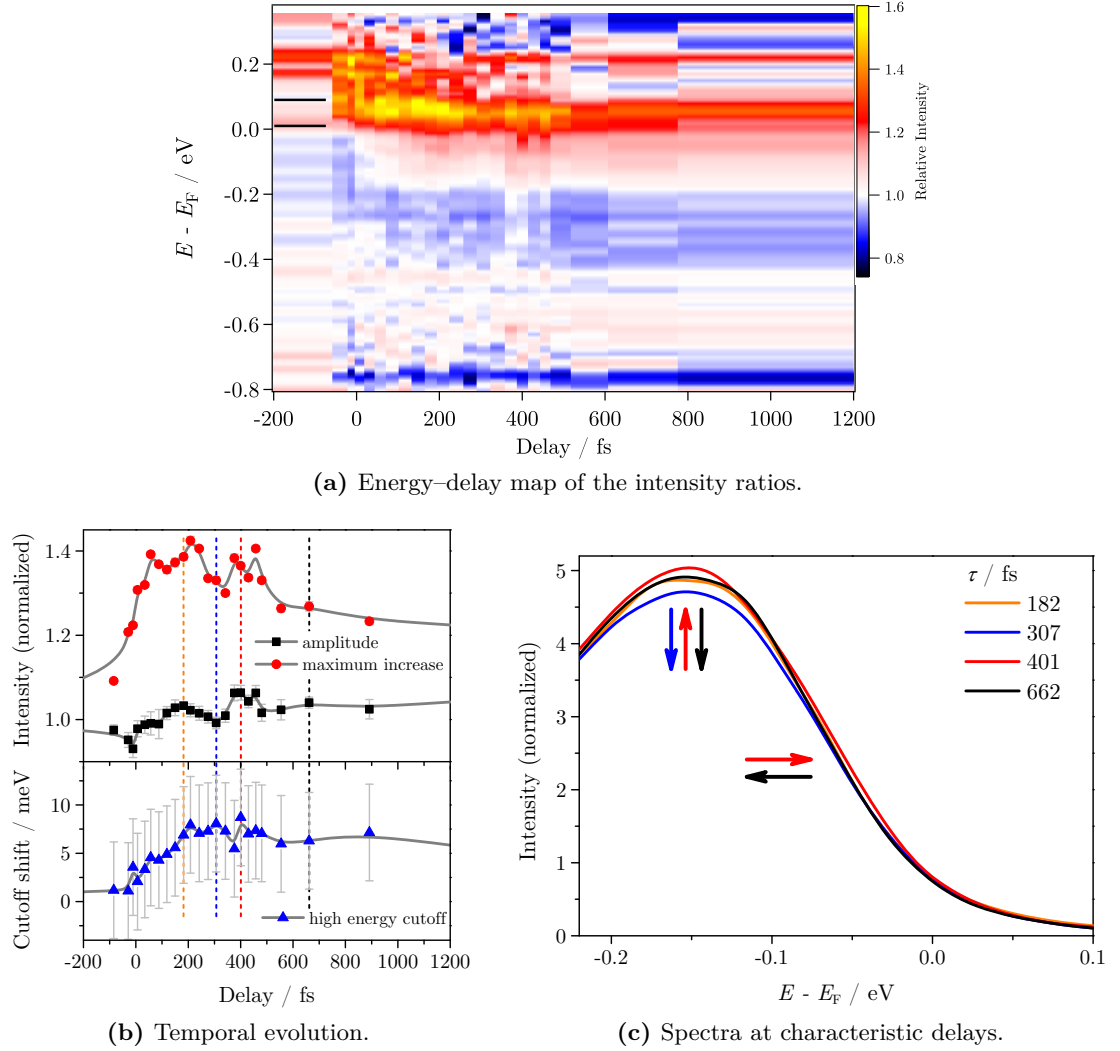 0.2
0.0
-0.2
-0.4
-0.6
-0.8
E - E_F / eV
-200 0 200 400 600 800 1000 1200
Delay / fs
1.6
1.4
1.2
1.0
0.8
Relative Intensity
(a) Energy–delay map of the intensity ratios.
1.4
1.2
1.0
Intensity (normalized)
amplitude
maximum increase
10
5
0
Cutoff shift / meV
high energy cutoff
-200 0 200 400 600 800 1000 1200
Delay / fs
(b) Temporal evolution.
5
4
3
2
1
0
Intensity (normalized)
τ / fs
182
307
401
662
-0.2 -0.1 0.0 0.1
E - E_F / eV
(c) Spectra at characteristic delays.